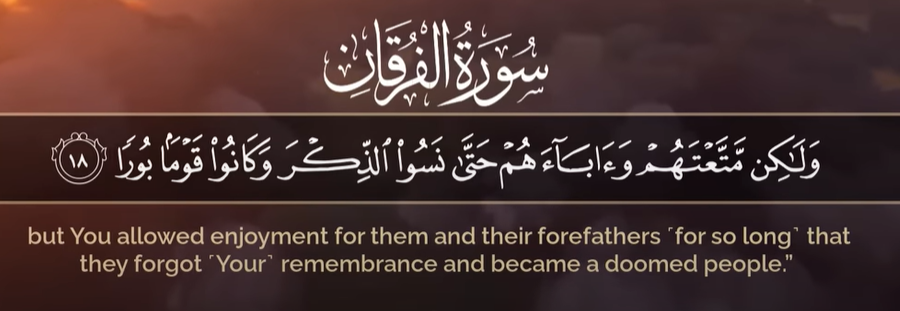 سُورَةُ الْفُرْقَانِ
وَلَٰكِن مَّتَّعْتَهُمْ وَءَابَآءَهُمْ حَتَّىٰ نَسُوا۟ ٱلذِّكْرَ وَكَانُوا۟ قَوْمًۢا بُورًا ١٨
but You allowed enjoyment for them and their forefathers ˹for so long˺ that
they forgot ˹Your˺ remembrance and became a doomed people.”